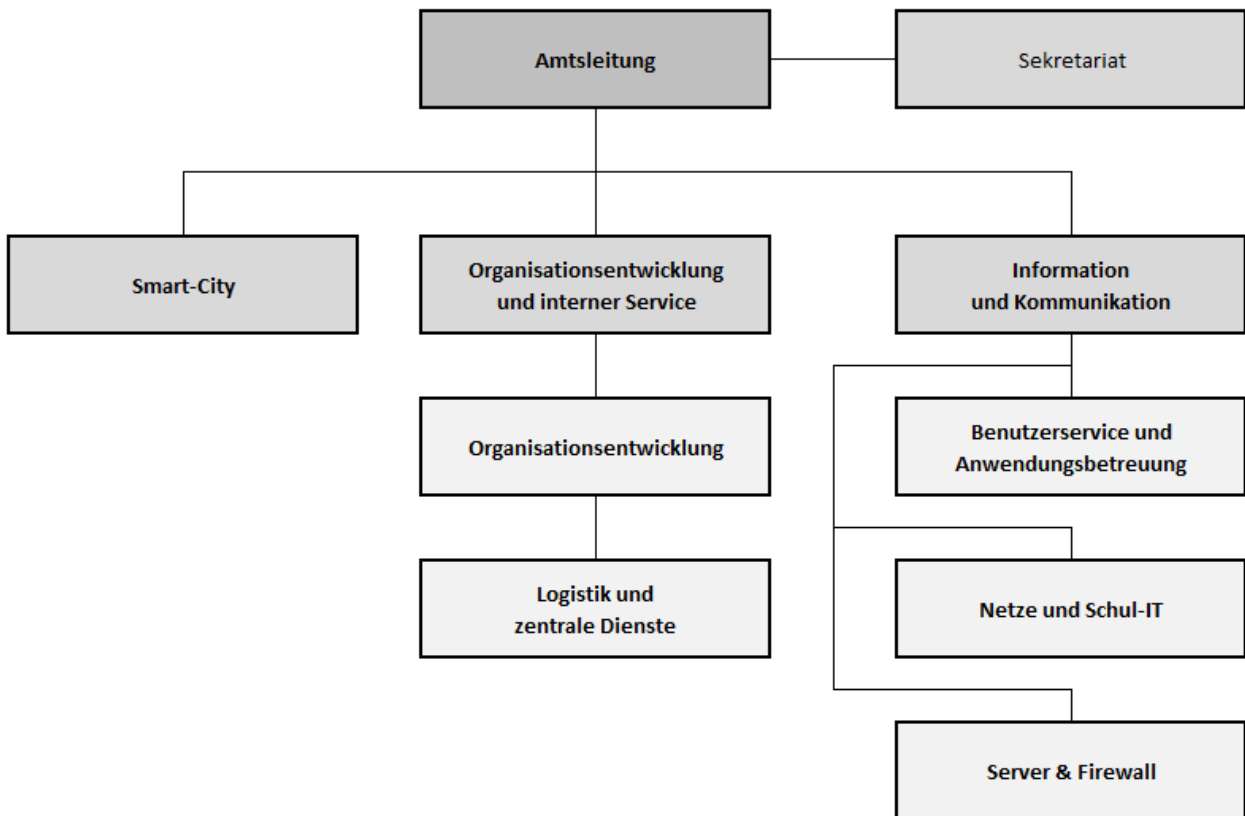 Amtsleitung
Sekretariat
Smart-City
Organisationsentwicklung
und interner Service
Information
und Kommunikation
Organisationsentwicklung
Benutzerservice und
Anwendungsbetreuung
Logistik und
zentrale Dienste
Netze und Schul-IT
Server & Firewall